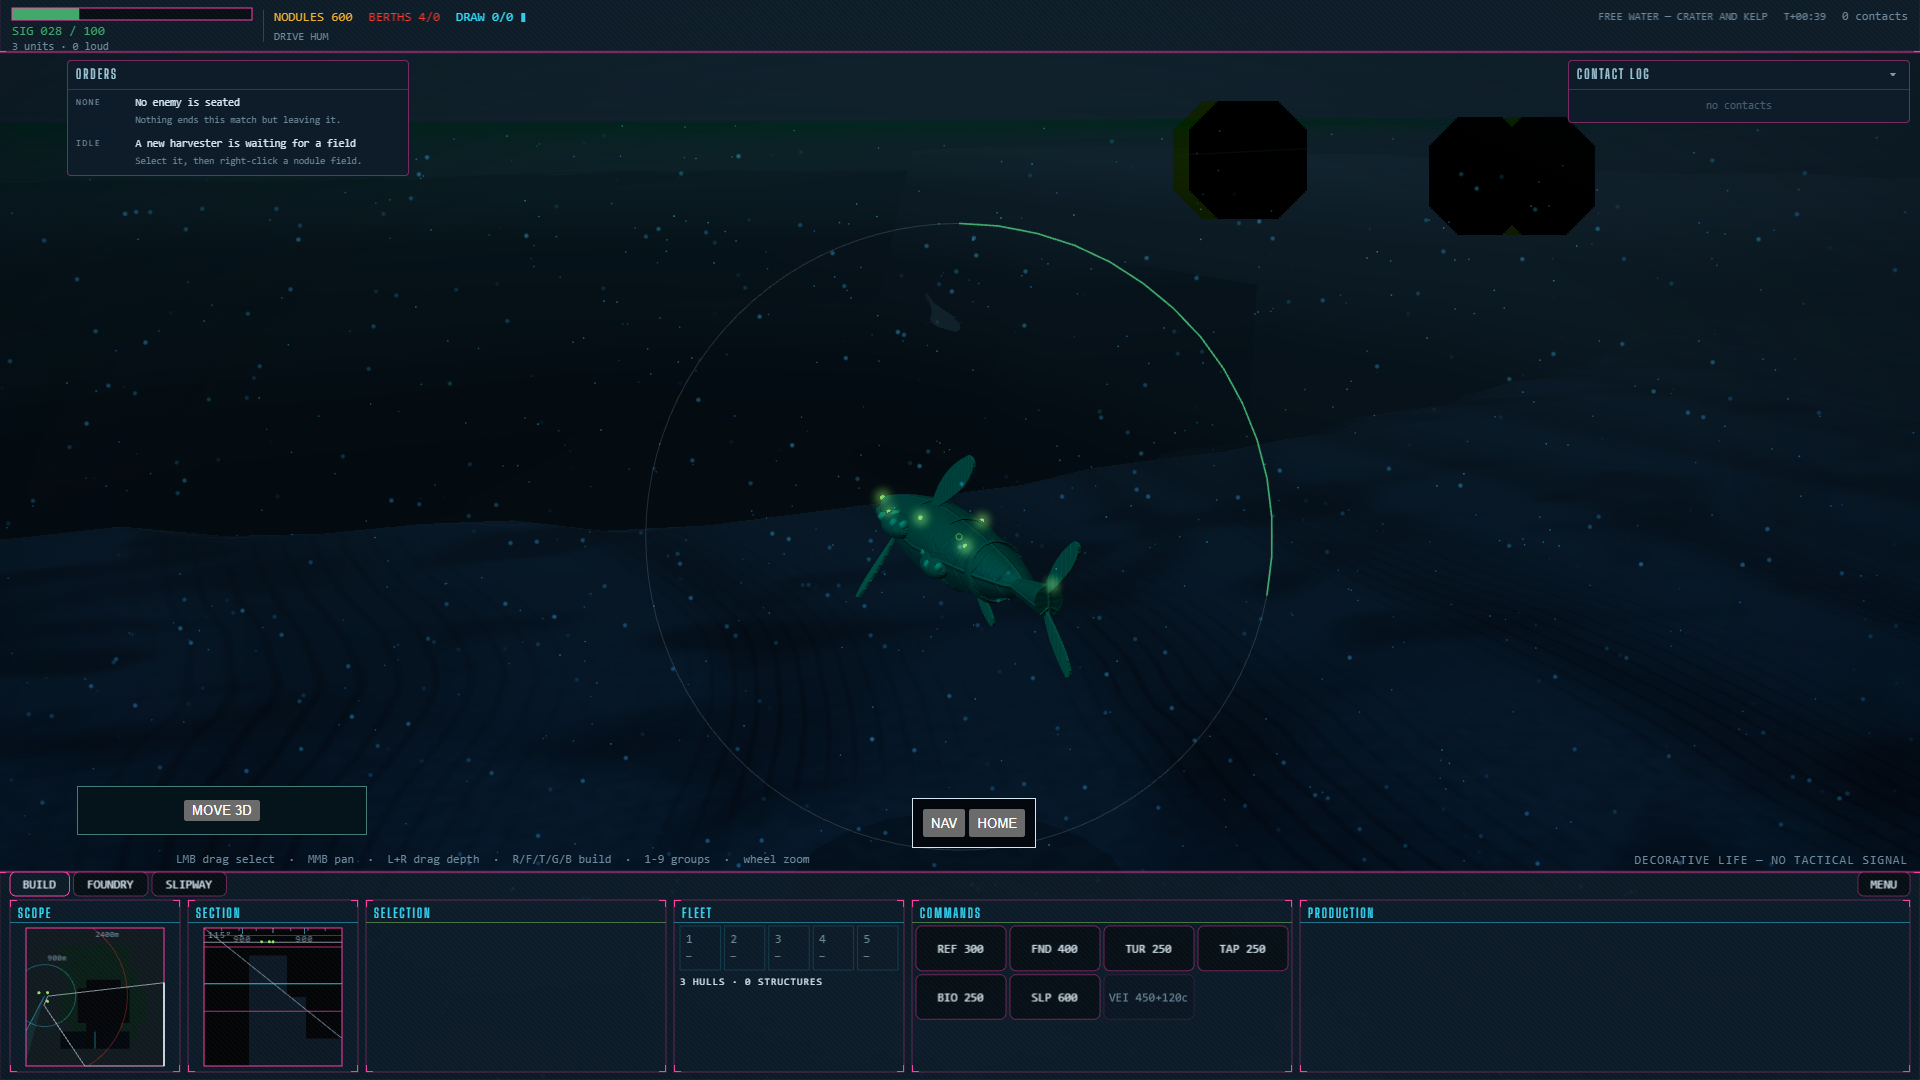 SIG 028 / 100
3 units · 0 loud
NODULES 600 BERTHS 4/0 DRAW 0/0
DRIVE HUM
FREE WATER — CRATER AND KELP T+00:39 0 contacts
ORDERS
NONE No enemy is seated
Nothing ends this match but leaving it.
IDLE A new harvester is waiting for a field
Select it, then right-click a nodule field.
CONTACT LOG
no contacts
MOVE 3D
NAV HOME
LMB drag select · MMB pan · L+R drag depth · R/F/T/G/B build · 1-9 groups · wheel zoom
DECORATIVE LIFE — NO TACTICAL SIGNAL
BUILD FOUNDRY SLIPWAY
MENU
SCOPE
2400m
900m
SECTION
115°
900 900
SELECTION
FLEET
1 2 3 4 5
– – – – –
3 HULLS · 0 STRUCTURES
COMMANDS
REF 300 FND 400 TUR 250 TAP 250
BIO 250 SLP 600 VEI 450+120c
PRODUCTION